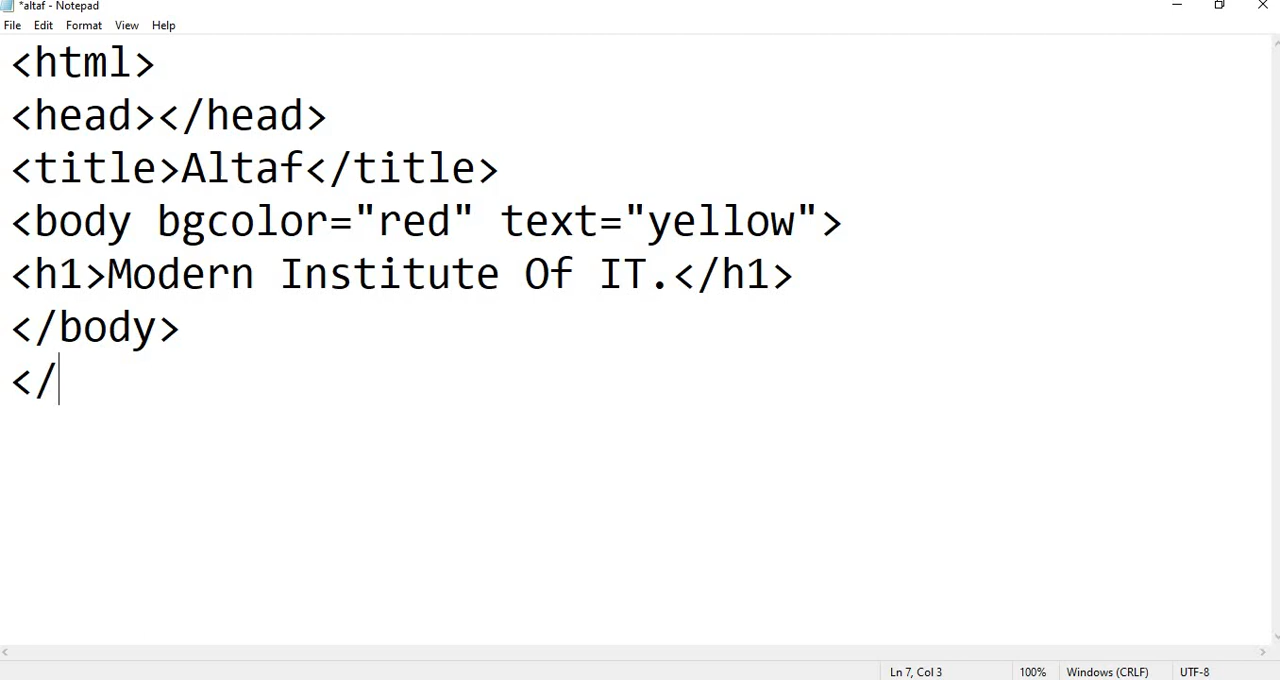 *altaf - Notepad
File Edit Format View Help
<html>
<head></head>
<title>Altaf</title>
<body bgcolor="red" text="yellow">
<h1>Modern Institute Of IT.</h1>
</body>
</
Ln 7, Col 3 100% Windows (CRLF) UTF-8